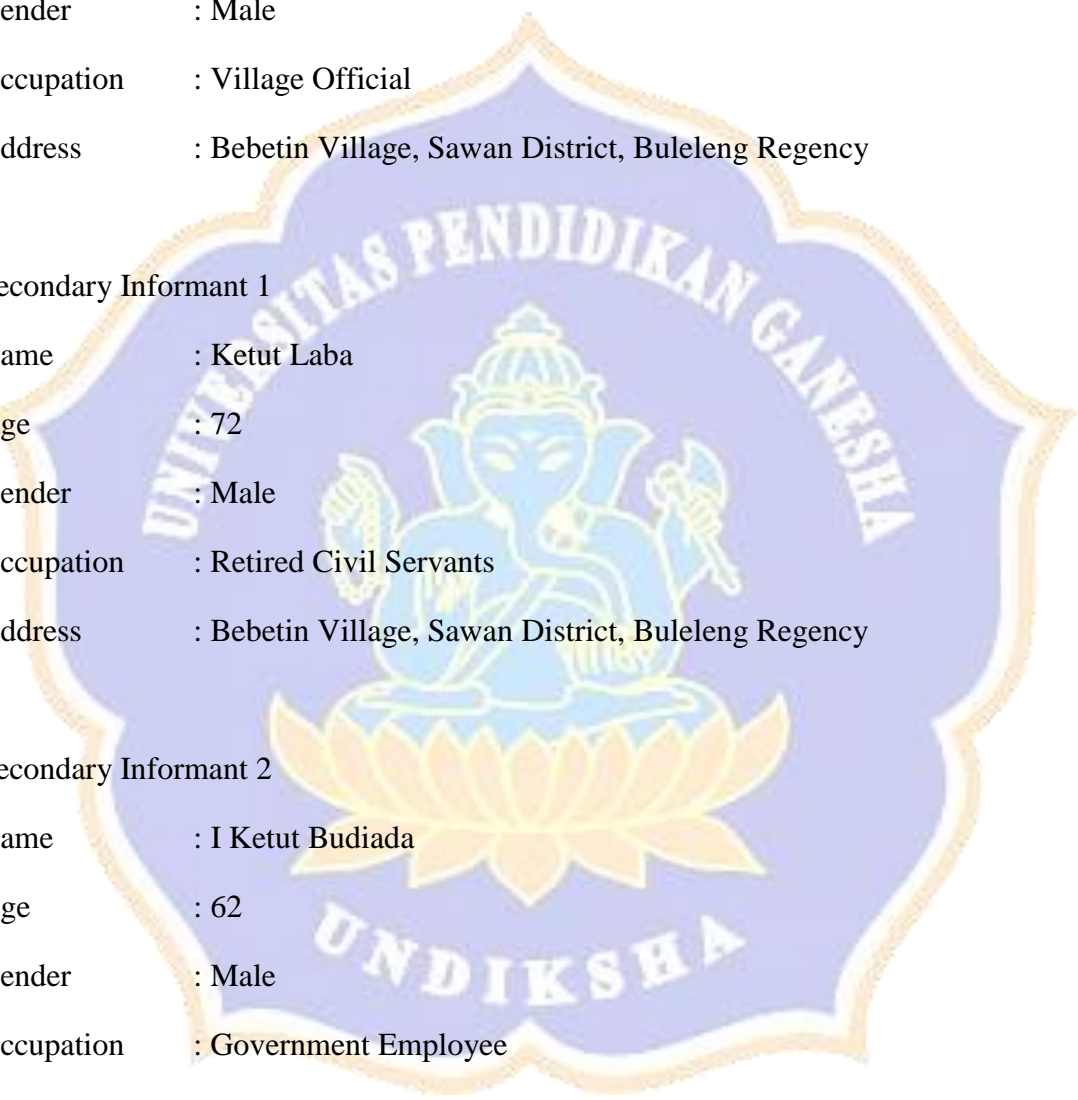 ender : Male
ccupation : Village Official
ddress : Bebetin Village, Sawan District, Buleleng Regency
UNIVERSITAS PENDIDIKAN GANESHA
econdary Informant 1
ame : Ketut Laba
ge : 72
ender : Male
ccupation : Retired Civil Servants
ddress : Bebetin Village, Sawan District, Buleleng Regency
econdary Informant 2
ame : I Ketut Budiada
ge : 62
UNDIKSHA
ender : Male
ccupation : Government Employee